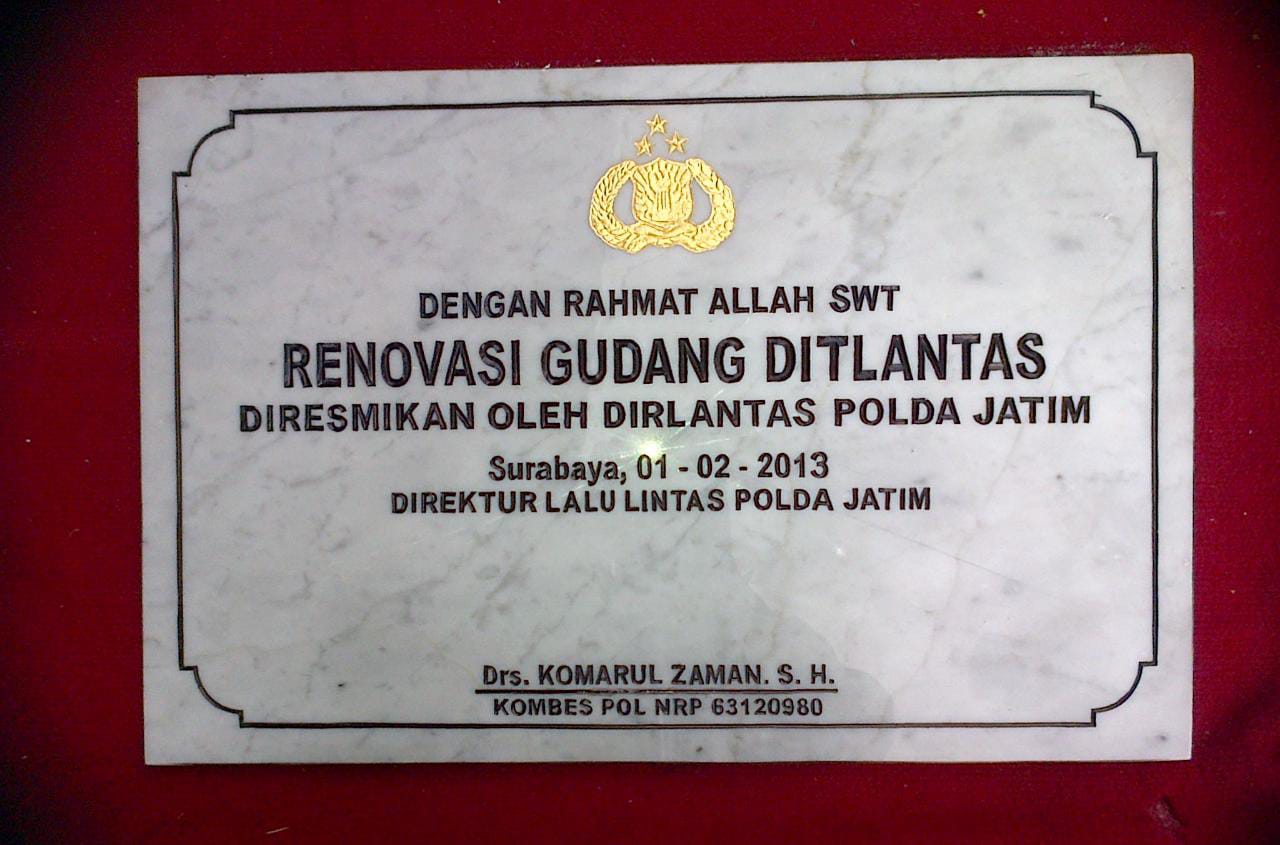 DENGAN RAHMAT ALLAH SWT
RENOVASI GUDANG DITLANTAS
DIRESMIKAN OLEH DIRLANTAS POLDA JATIM
Surabaya, 01 - 02 - 2013
DIREKTUR LALU LINTAS POLDA JATIM
Drs. KOMARUL ZAMAN. S. H.
KOMBES POL NRP 63120980